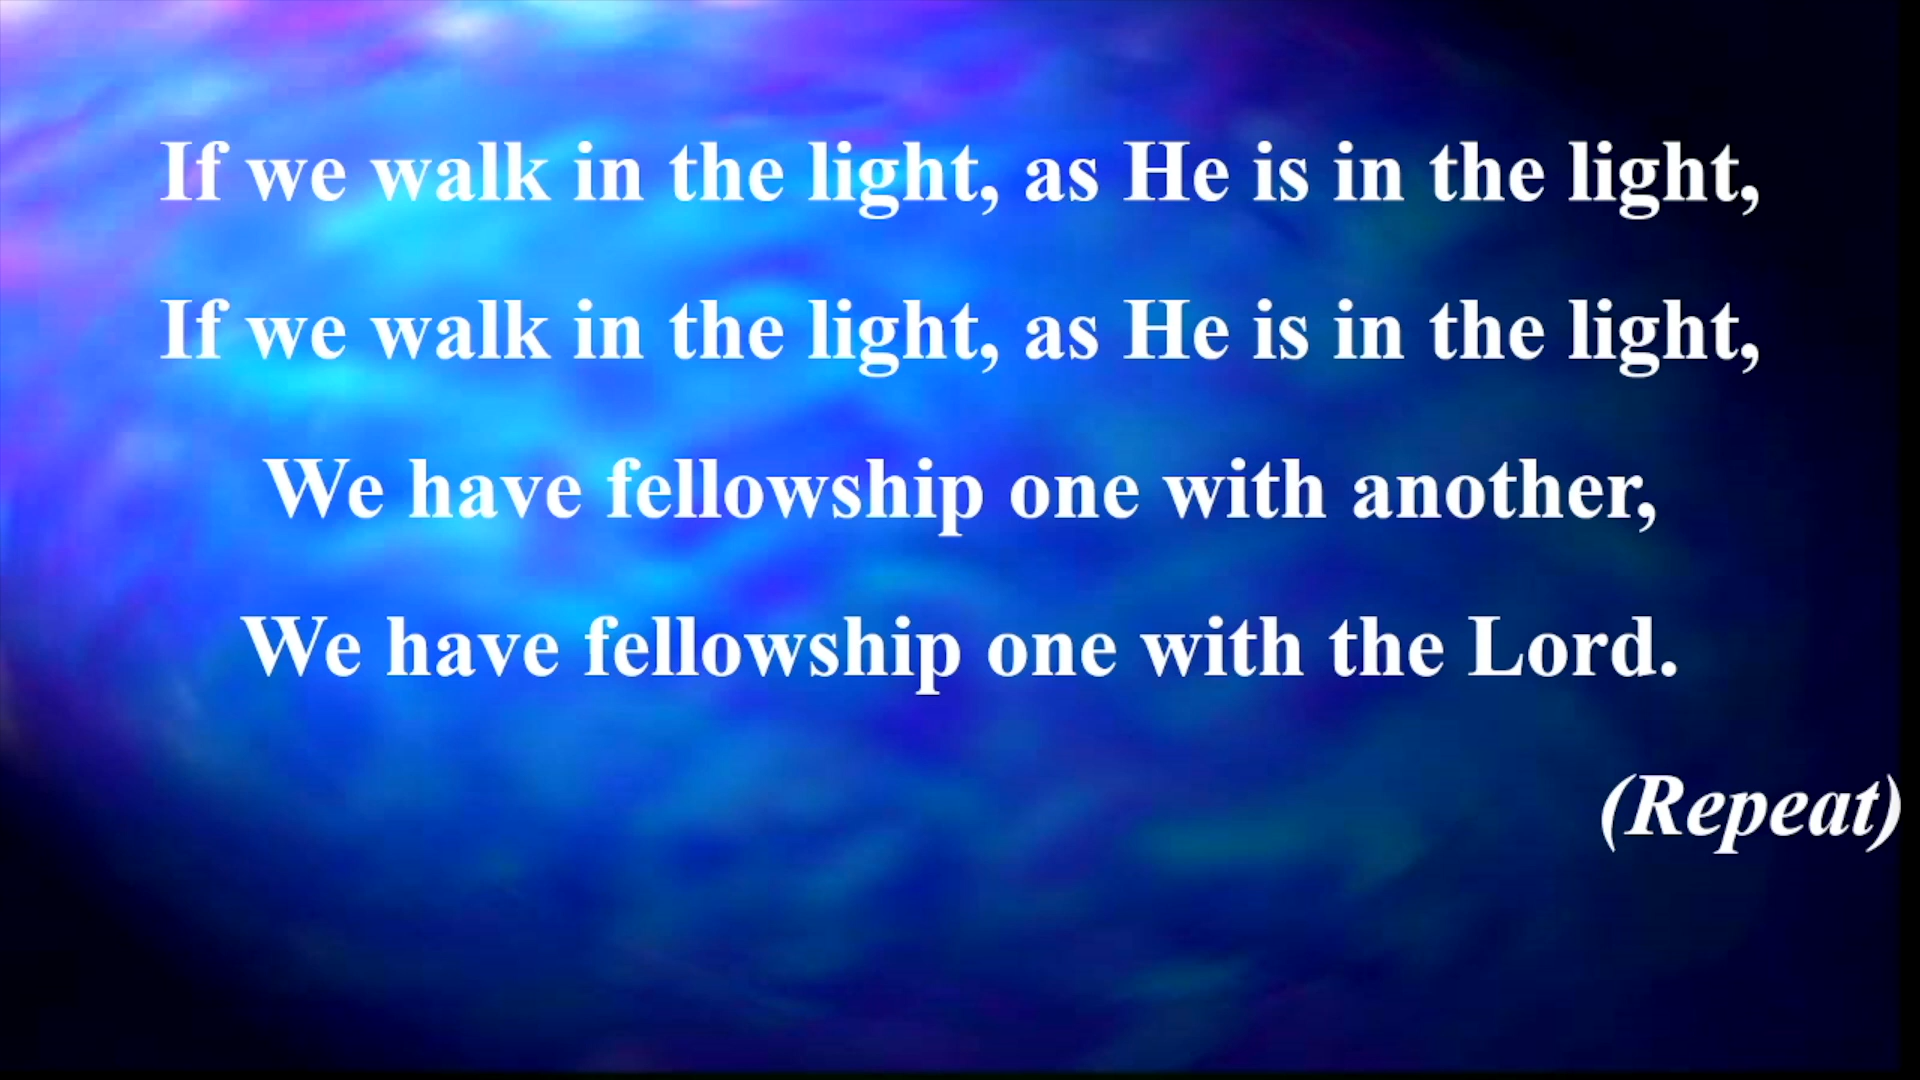 If we walk in the light, as He is in the light,
If we walk in the light, as He is in the light,
We have fellowship one with another,
We have fellowship one with the Lord.
(Repeat)